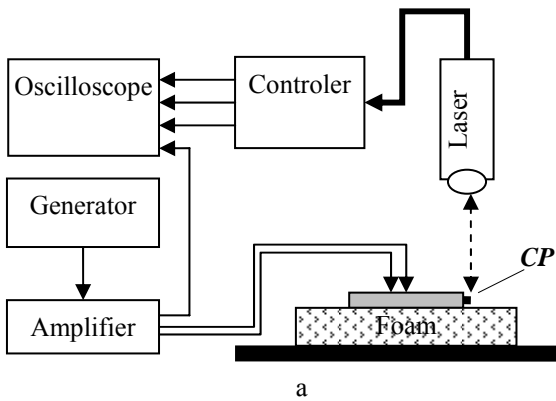 Oscilloscope
Controler
Laser
Generator
CP
Amplifier
Foam
a